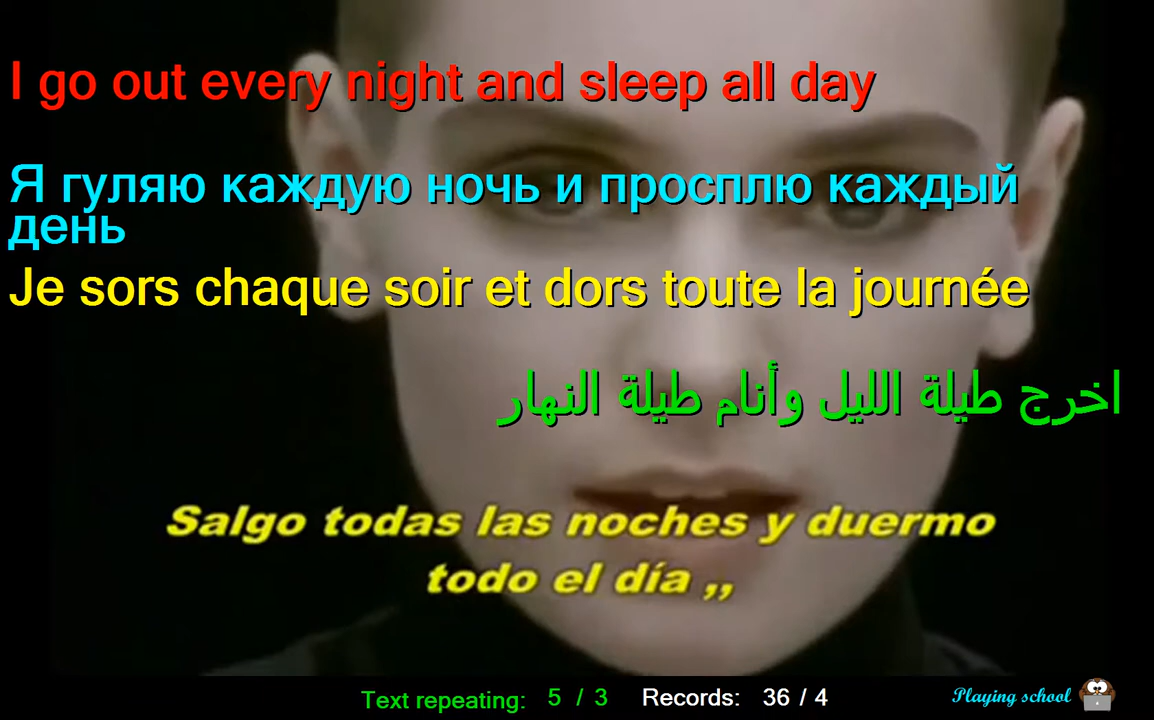 I go out every night and sleep all day
Я гуляю каждую ночь и просплю каждый
день
Je sors chaque soir et dors toute la journée
اخرج طيلة الليل وأنام طيلة النهار
Salgo todas las noches y duermo
todo el día ,,
Text repeating: 5 / 3 Records: 36 / 4 Playing school